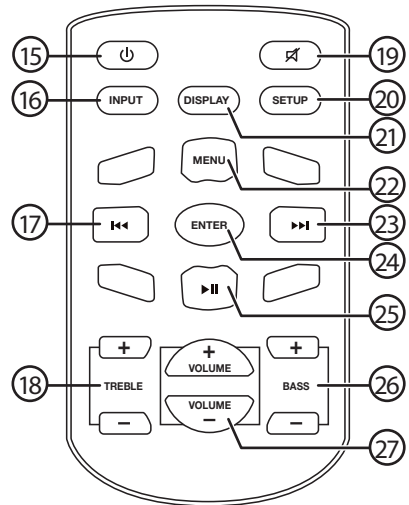 15 19
16 INPUT DISPLAY SETUP 20
21
MENU
22
17 23
ENTER
24
25
+ + +
VOLUME
18 TREBLE BASS 26
VOLUME
− − −
27